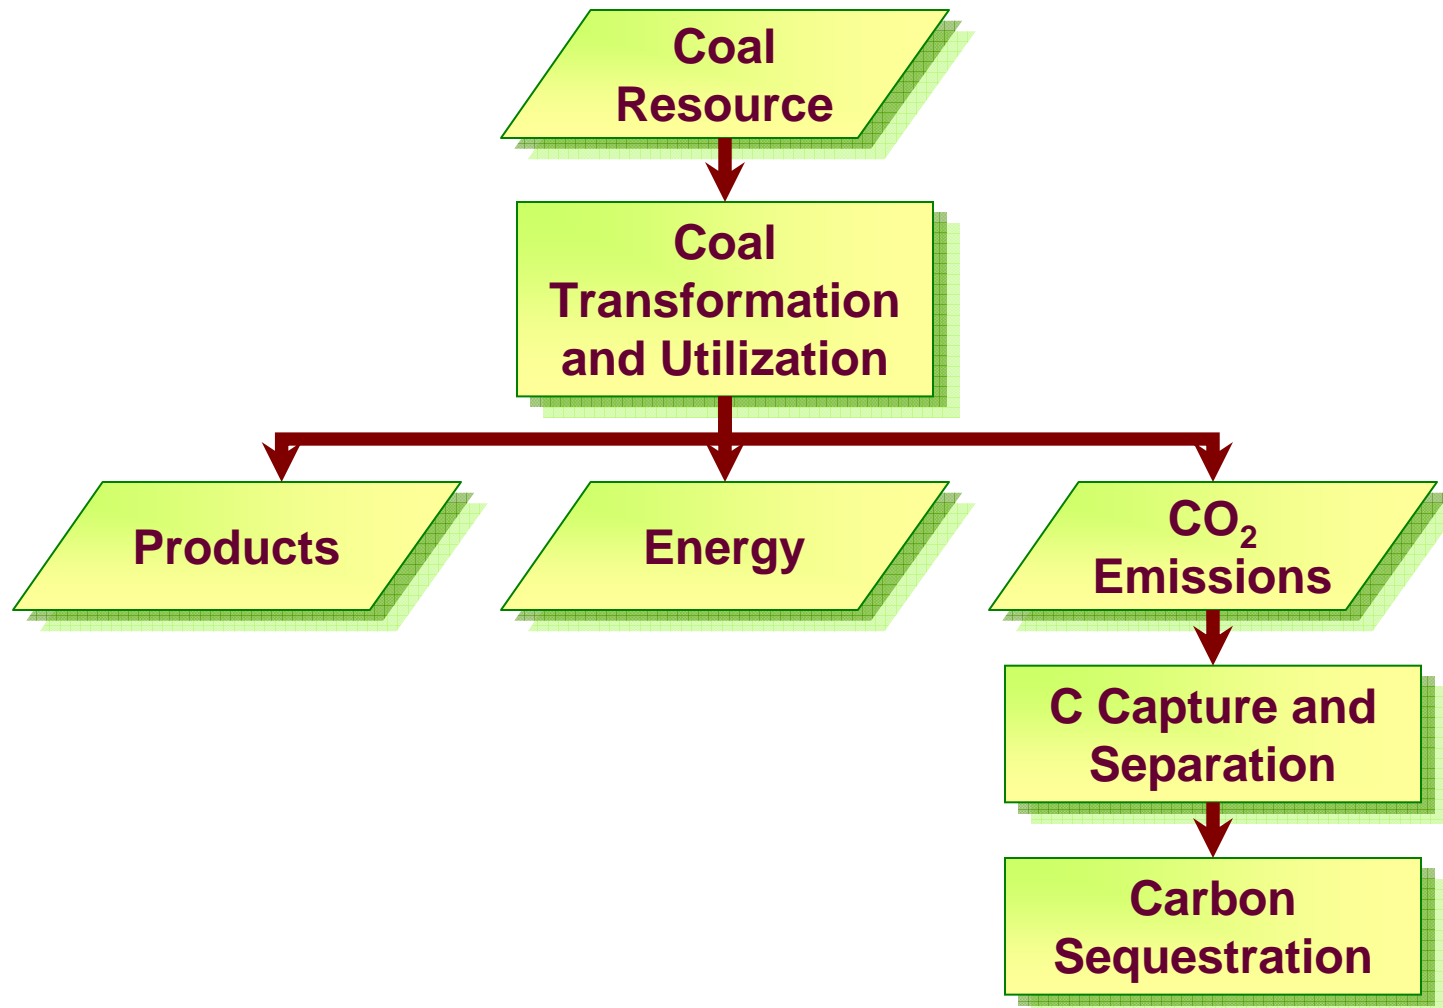 Coal
Resource
Coal
Transformation
and Utilization
Products
Energy
CO₂
Emissions
C Capture and
Separation
Carbon
Sequestration